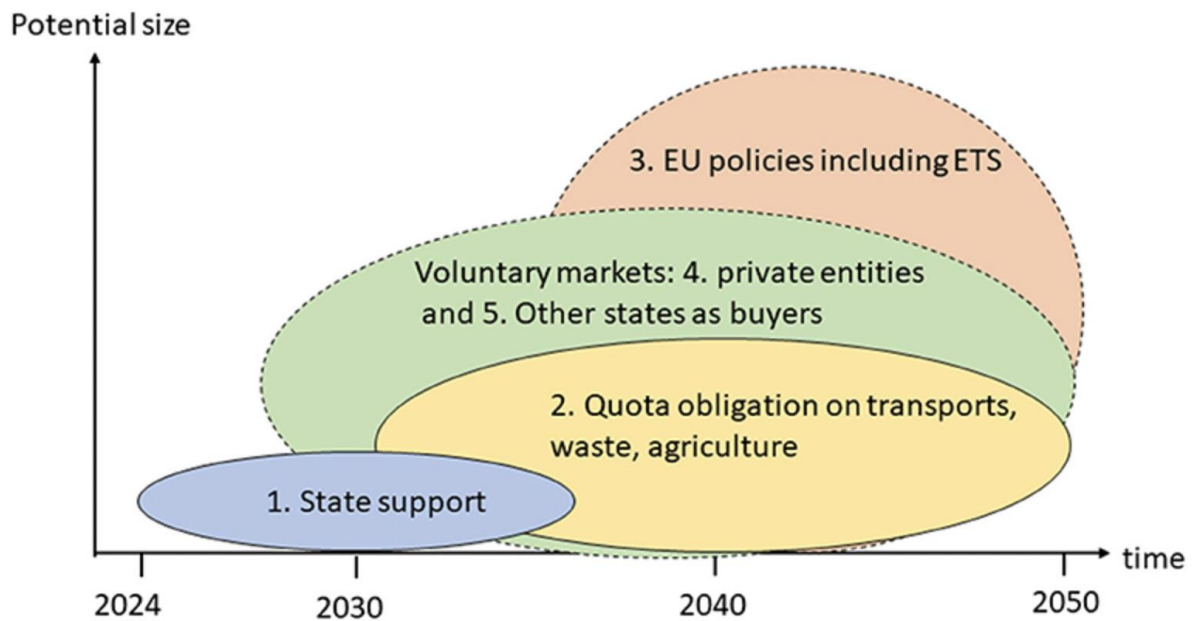 Potential size
3. EU policies including ETS
Voluntary markets: 4. private entities
and 5. Other states as buyers
2. Quota obligation on transports,
waste, agriculture
1. State support
time
2024
2030
2040
2050